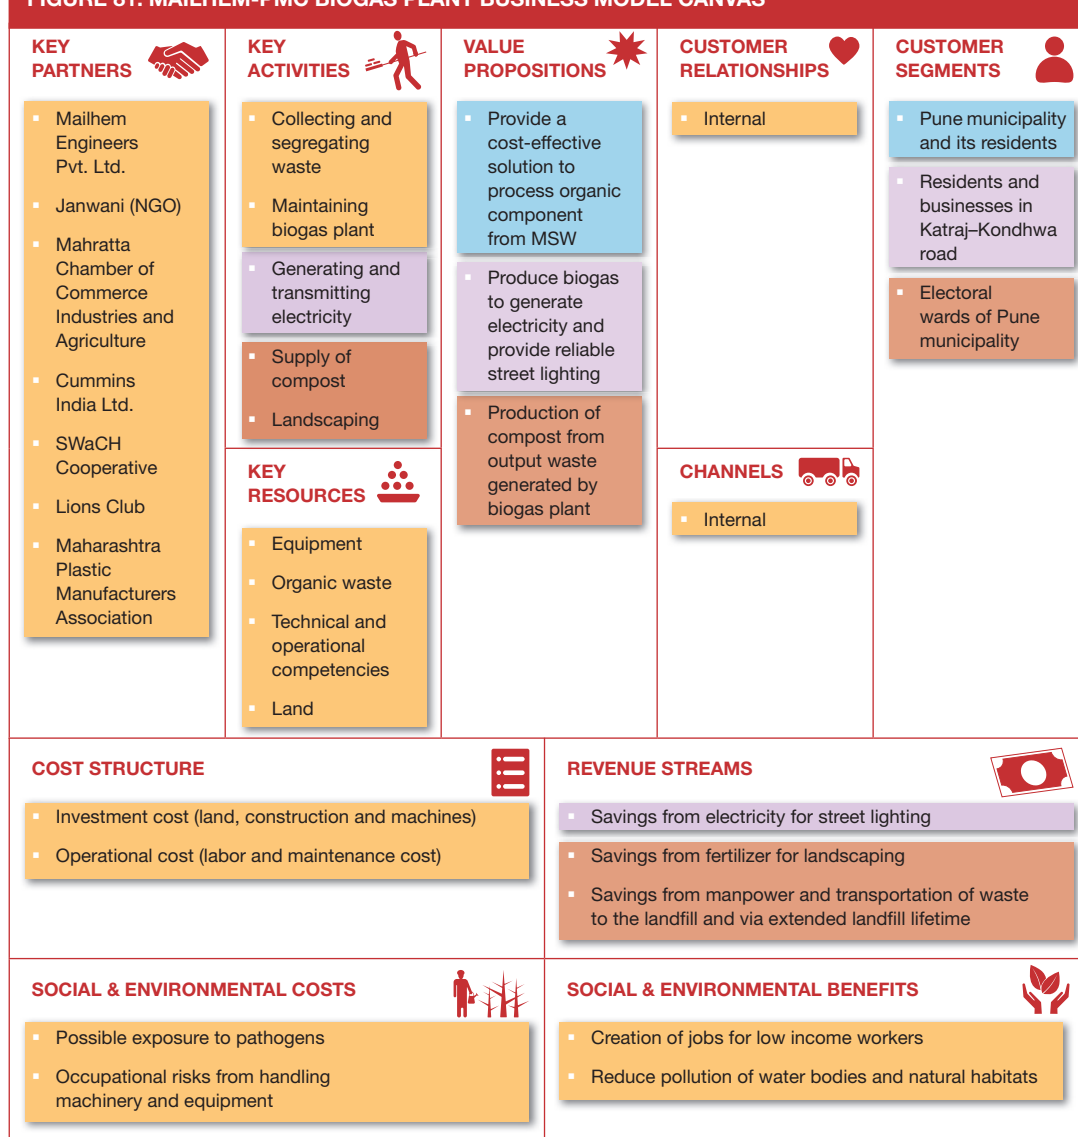 FIGURE 81. MAILHEM-PMC BIOGAS PLANT BUSINESS MODEL CANVAS
KEY
PARTNERS
▪ Mailhem
Engineers
Pvt. Ltd.
▪ Janwani (NGO)
▪ Mahratta
Chamber of
Commerce
Industries and
Agriculture
▪ Cummins
India Ltd.
▪ SWaCH
Cooperative
▪ Lions Club
▪ Maharashtra
Plastic
Manufacturers
Association
KEY
ACTIVITIES
▪ Collecting and
segregating
waste
▪ Maintaining
biogas plant
▪ Generating and
transmitting
electricity
▪ Supply of
compost
▪ Landscaping
KEY
RESOURCES
▪ Equipment
▪ Organic waste
▪ Technical and
operational
competencies
▪ Land
VALUE
PROPOSITIONS
▪ Provide a
cost-effective
solution to
process organic
component
from MSW
▪ Produce biogas
to generate
electricity and
provide reliable
street lighting
▪ Production of
compost from
output waste
generated by
biogas plant
CUSTOMER
RELATIONSHIPS
▪ Internal
CHANNELS
▪ Internal
CUSTOMER
SEGMENTS
▪ Pune municipality
and its residents
▪ Residents and
businesses in
Katraj–Kondhwa
road
▪ Electoral
wards of Pune
municipality
COST STRUCTURE
▪ Investment cost (land, construction and machines)
▪ Operational cost (labor and maintenance cost)
REVENUE STREAMS
▪ Savings from electricity for street lighting
▪ Savings from fertilizer for landscaping
▪ Savings from manpower and transportation of waste
to the landfill and via extended landfill lifetime
SOCIAL & ENVIRONMENTAL COSTS
▪ Possible exposure to pathogens
▪ Occupational risks from handling
machinery and equipment
SOCIAL & ENVIRONMENTAL BENEFITS
▪ Creation of jobs for low income workers
▪ Reduce pollution of water bodies and natural habitats